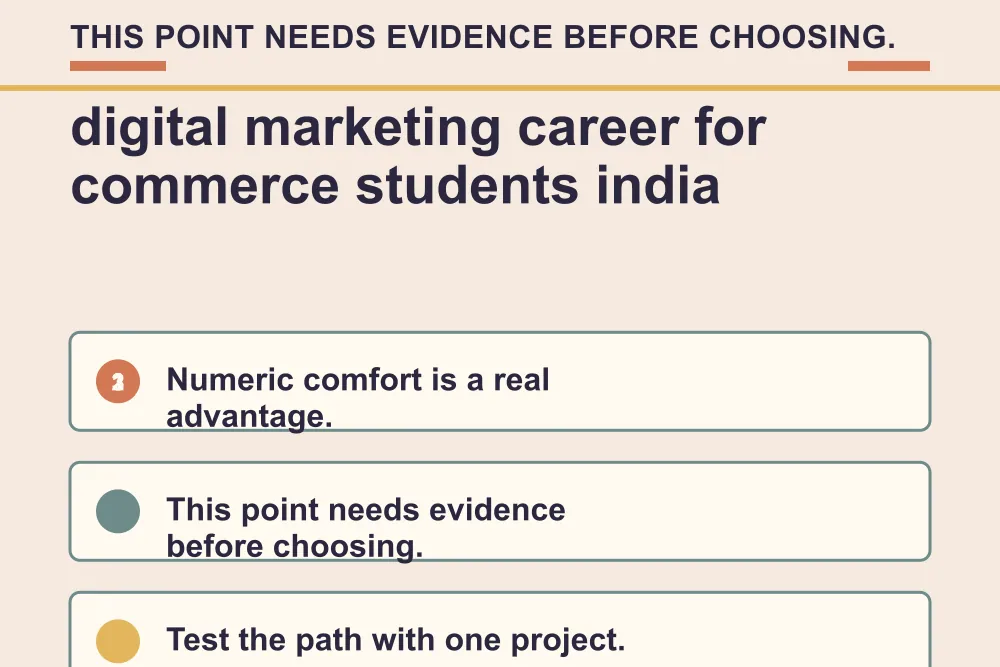 THIS POINT NEEDS EVIDENCE BEFORE CHOOSING.
digital marketing career for
commerce students india
Numeric comfort is a real
advantage.
This point needs evidence
before choosing.
Test the path with one project.